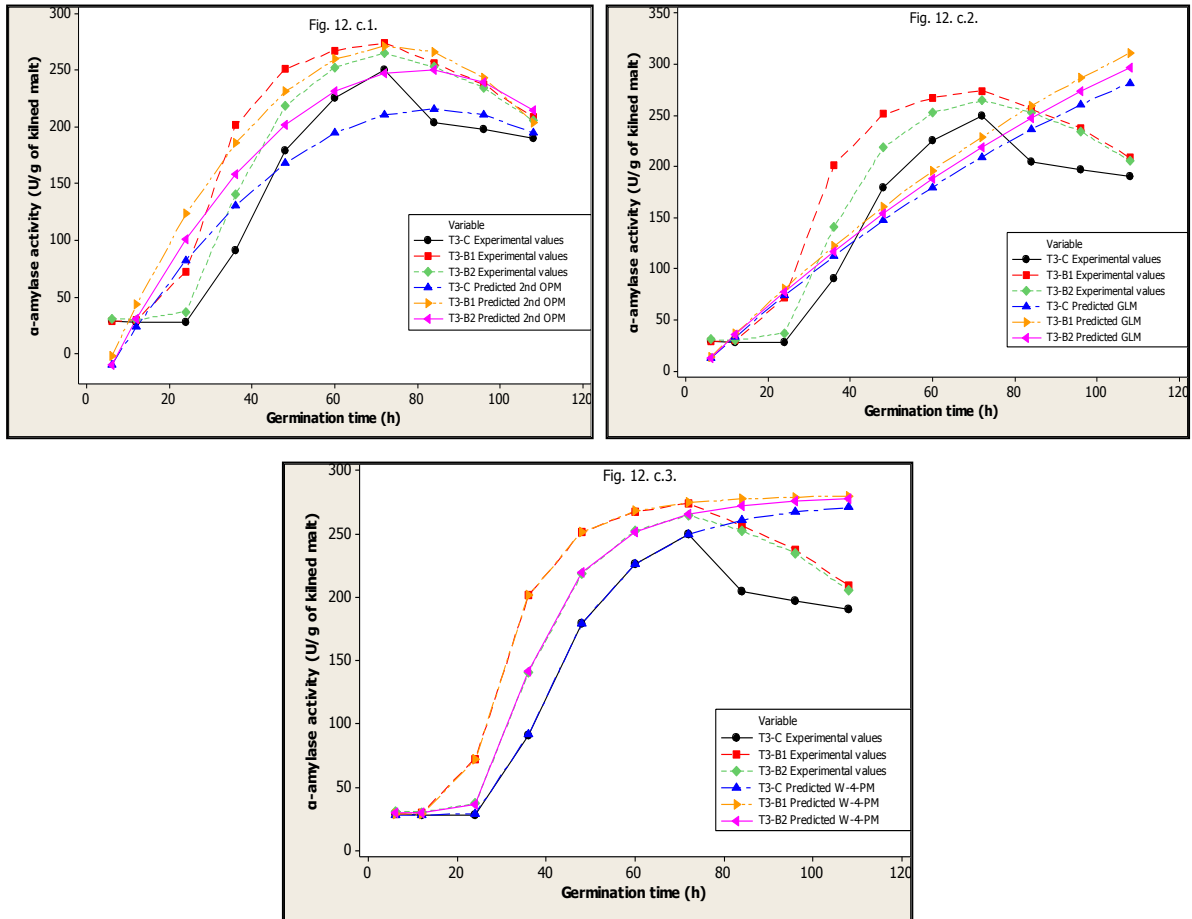 Fig. 12. c.1.
α-amylase activity (U/g of kilned malt)
300
250
200
150
100
50
0
0 20 40 60 80 100 120
Germination time (h)
Variable
T3-C Experimental values
T3-B1 Experimental values
T3-B2 Experimental values
T3-C Predicted 2nd OPM
T3-B1 Predicted 2nd OPM
T3-B2 Predicted 2nd OPM
Fig. 12. c.2.
α-amylase activity (U/g of kilned malt)
350
300
250
200
150
100
50
0
0 20 40 60 80 100 120
Germination time (h)
Variable
T3-C Experimental values
T3-B1 Experimental values
T3-B2 Experimental values
T3-C Predicted GLM
T3-B1 Predicted GLM
T3-B2 Predicted GLM
Fig. 12. c.3.
α-amylase activity (U/g of kilned malt)
300
250
200
150
100
50
0
0 20 40 60 80 100 120
Germination time (h)
Variable
T3-C Experimental values
T3-B1 Experimental values
T3-B2 Experimental values
T3-C Predicted W-4-PM
T3-B1 Predicted W-4-PM
T3-B2 Predicted W-4-PM